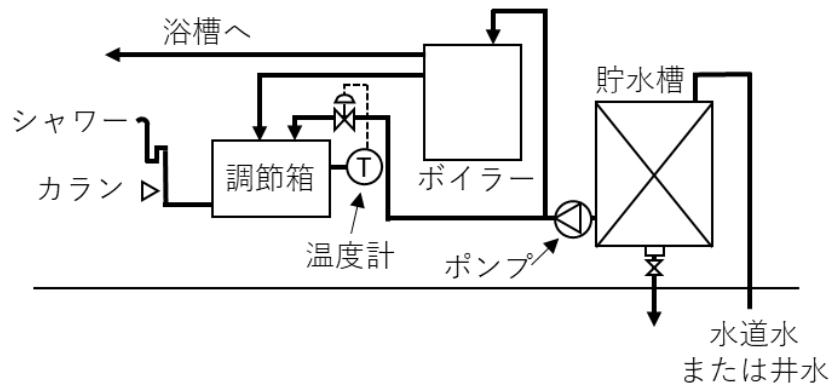 浴槽へ
貯水槽
シャワー
調節箱
T
ボイラー
カラン
温度計
ポンプ
水道水
または井水